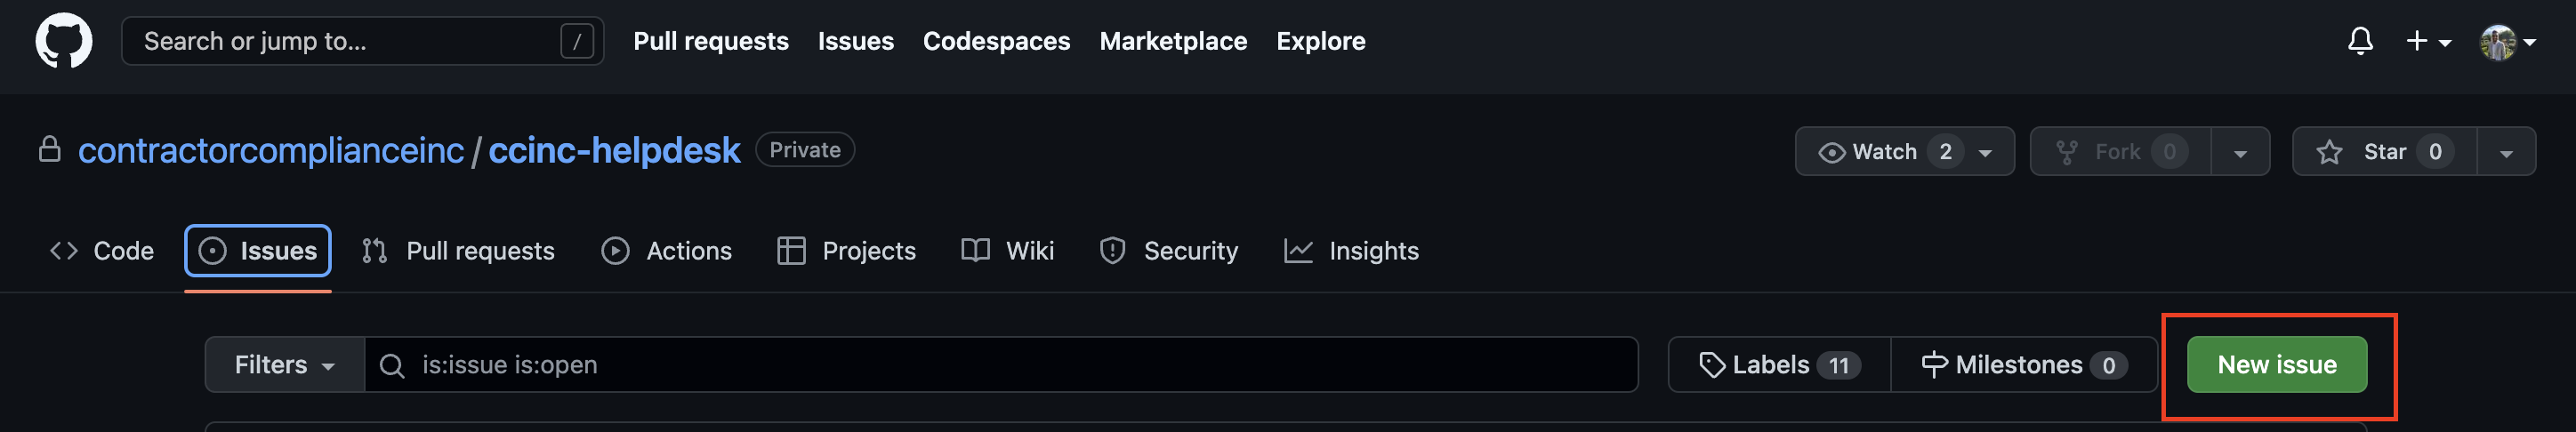 Search or jump to... / Pull requests Issues Codespaces Marketplace Explore
contractorcomplianceinc / ccinc-helpdesk Private Watch 2 Fork 0 Star 0
Code Issues Pull requests Actions Projects Wiki Security Insights
Filters is:issue is:open Labels 11 Milestones 0 New issue